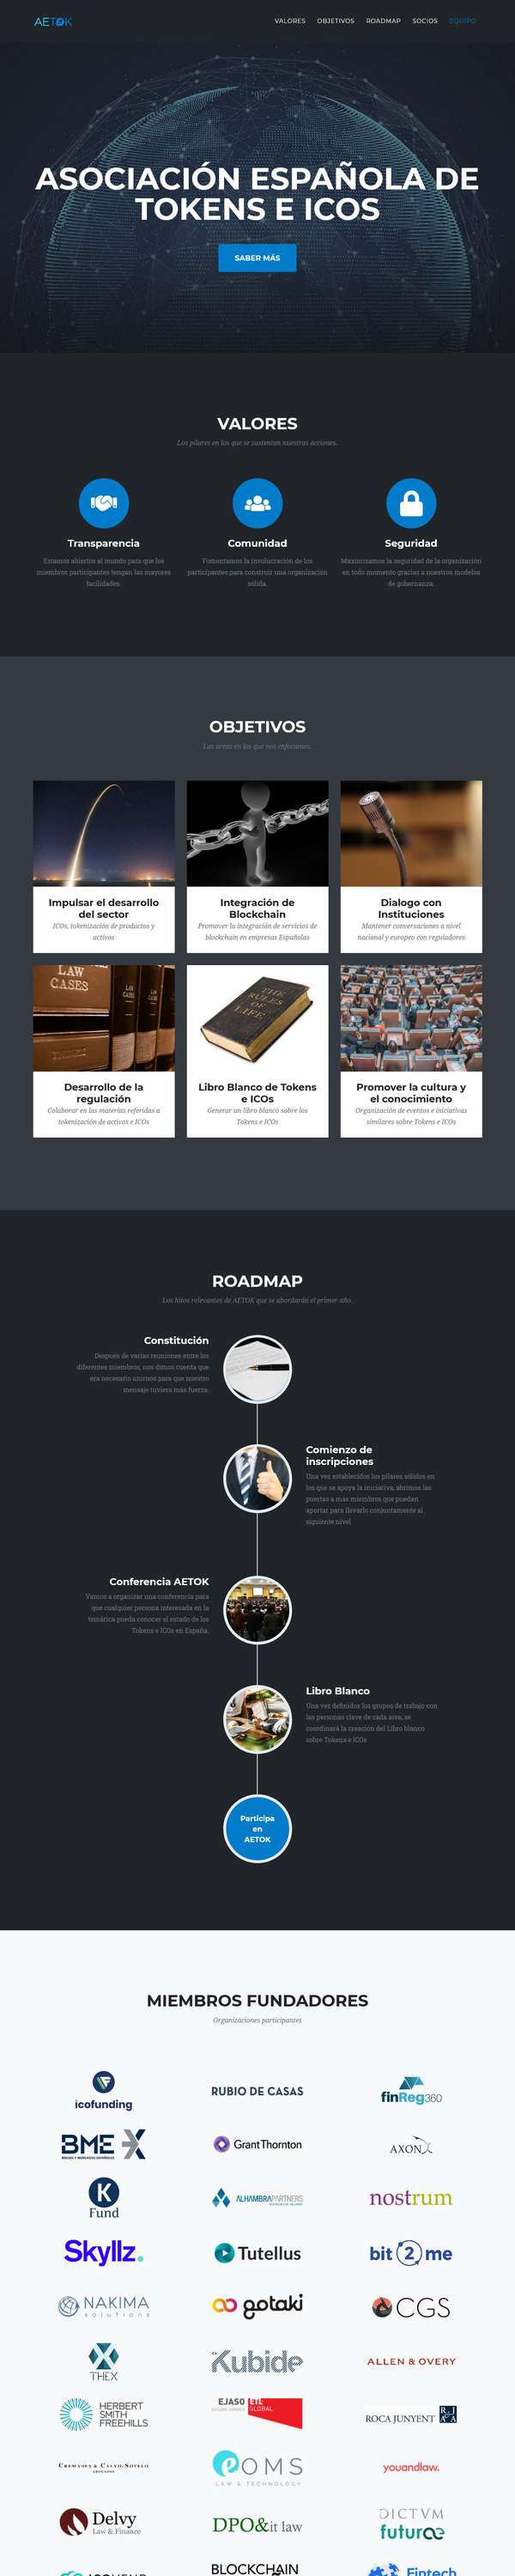 AETOK
VALORES OBJETIVOS ROADMAP SOCIOS EQUIPO
ASOCIACIÓN ESPAÑOLA DE
TOKENS E ICOS
SABER MÁS
VALORES
Los pilares en los que se sustentan nuestras acciones.
Transparencia
Estamos abiertos al mundo para que los
miembros participantes tengan las mayores
facilidades.
Comunidad
Fomentamos la involucración de los
participantes para construir una organización
sólida.
Seguridad
Maximizamos la seguridad de la organización
en todo momento gracias a nuestros modelos
de gobernanza.
OBJETIVOS
Las áreas en las que nos enfocamos.
Impulsar el desarrollo
del sector
ICOs, tokenización de productos y
activos
Integración de
Blockchain
Promover la integración de servicios de
blockchain en empresas Españolas
Dialogo con
Instituciones
Mantener conversaciones a nivel
nacional y europeo con reguladores
LAW
CASES
Desarrollo de la
regulación
Colaborar en las materias referidas a
tokenización de activos e ICOs
THE
RULES
OF
LIFE
Libro Blanco de Tokens
e ICOs
Generar un libro blanco sobre los
Tokens e ICOs
Promover la cultura y
el conocimiento
Organización de eventos e iniciativas
similares sobre Tokens e ICOs
ROADMAP
Los hitos relevantes de AETOK que se abordarán el primer año.
Constitución
Después de varias reuniones entre los
diferentes miembros, nos dimos cuenta que
era necesario unirnos para que nuestro
mensaje tuviera más fuerza.
Comienzo de
inscripciones
Una vez establecidos los pilares sólidos en
los que se apoya la iniciativa, abrimos las
puertas a más miembros que puedan
aportar para llevarlo conjuntamente al
siguiente nivel
Conferencia AETOK
Vamos a organizar una conferencia para
que cualquier persona interesada en la
temática pueda conocer el estado de los
Tokens e ICOs en España.
Libro Blanco
Una vez definidos los grupos de trabajo con
las personas clave de cada area, se
coordinará la creación del Libro blanco
sobre Tokens e ICOs
Participa
en
AETOK
MIEMBROS FUNDADORES
Organizaciones participantes
icofunding
RUBIO DE CASAS
finReg360
BME X
BOLSAS Y MERCADOS ESPAÑOLES
Grant Thornton
AXON
K
Fund
ALHAMBRAPARTNERS
nostrum
Skyllz.
Tutellus
bit 2 me
NAKIMA
solutions
gotaki
CGS
THEX
Kubide
ALLEN & OVERY
HERBERT
SMITH
FREEHILLS
EJASO ETL
GLOBAL
ROCA JUNYENT
CREMADES & CALVO-SOTELO
ABOGADOS
POMS
LAW & TECHNOLOGY
youandlaw.
Delvy
Law & Finance
DPO&it law
DICTVM
futurae
BLOCKCHAIN
Fintech